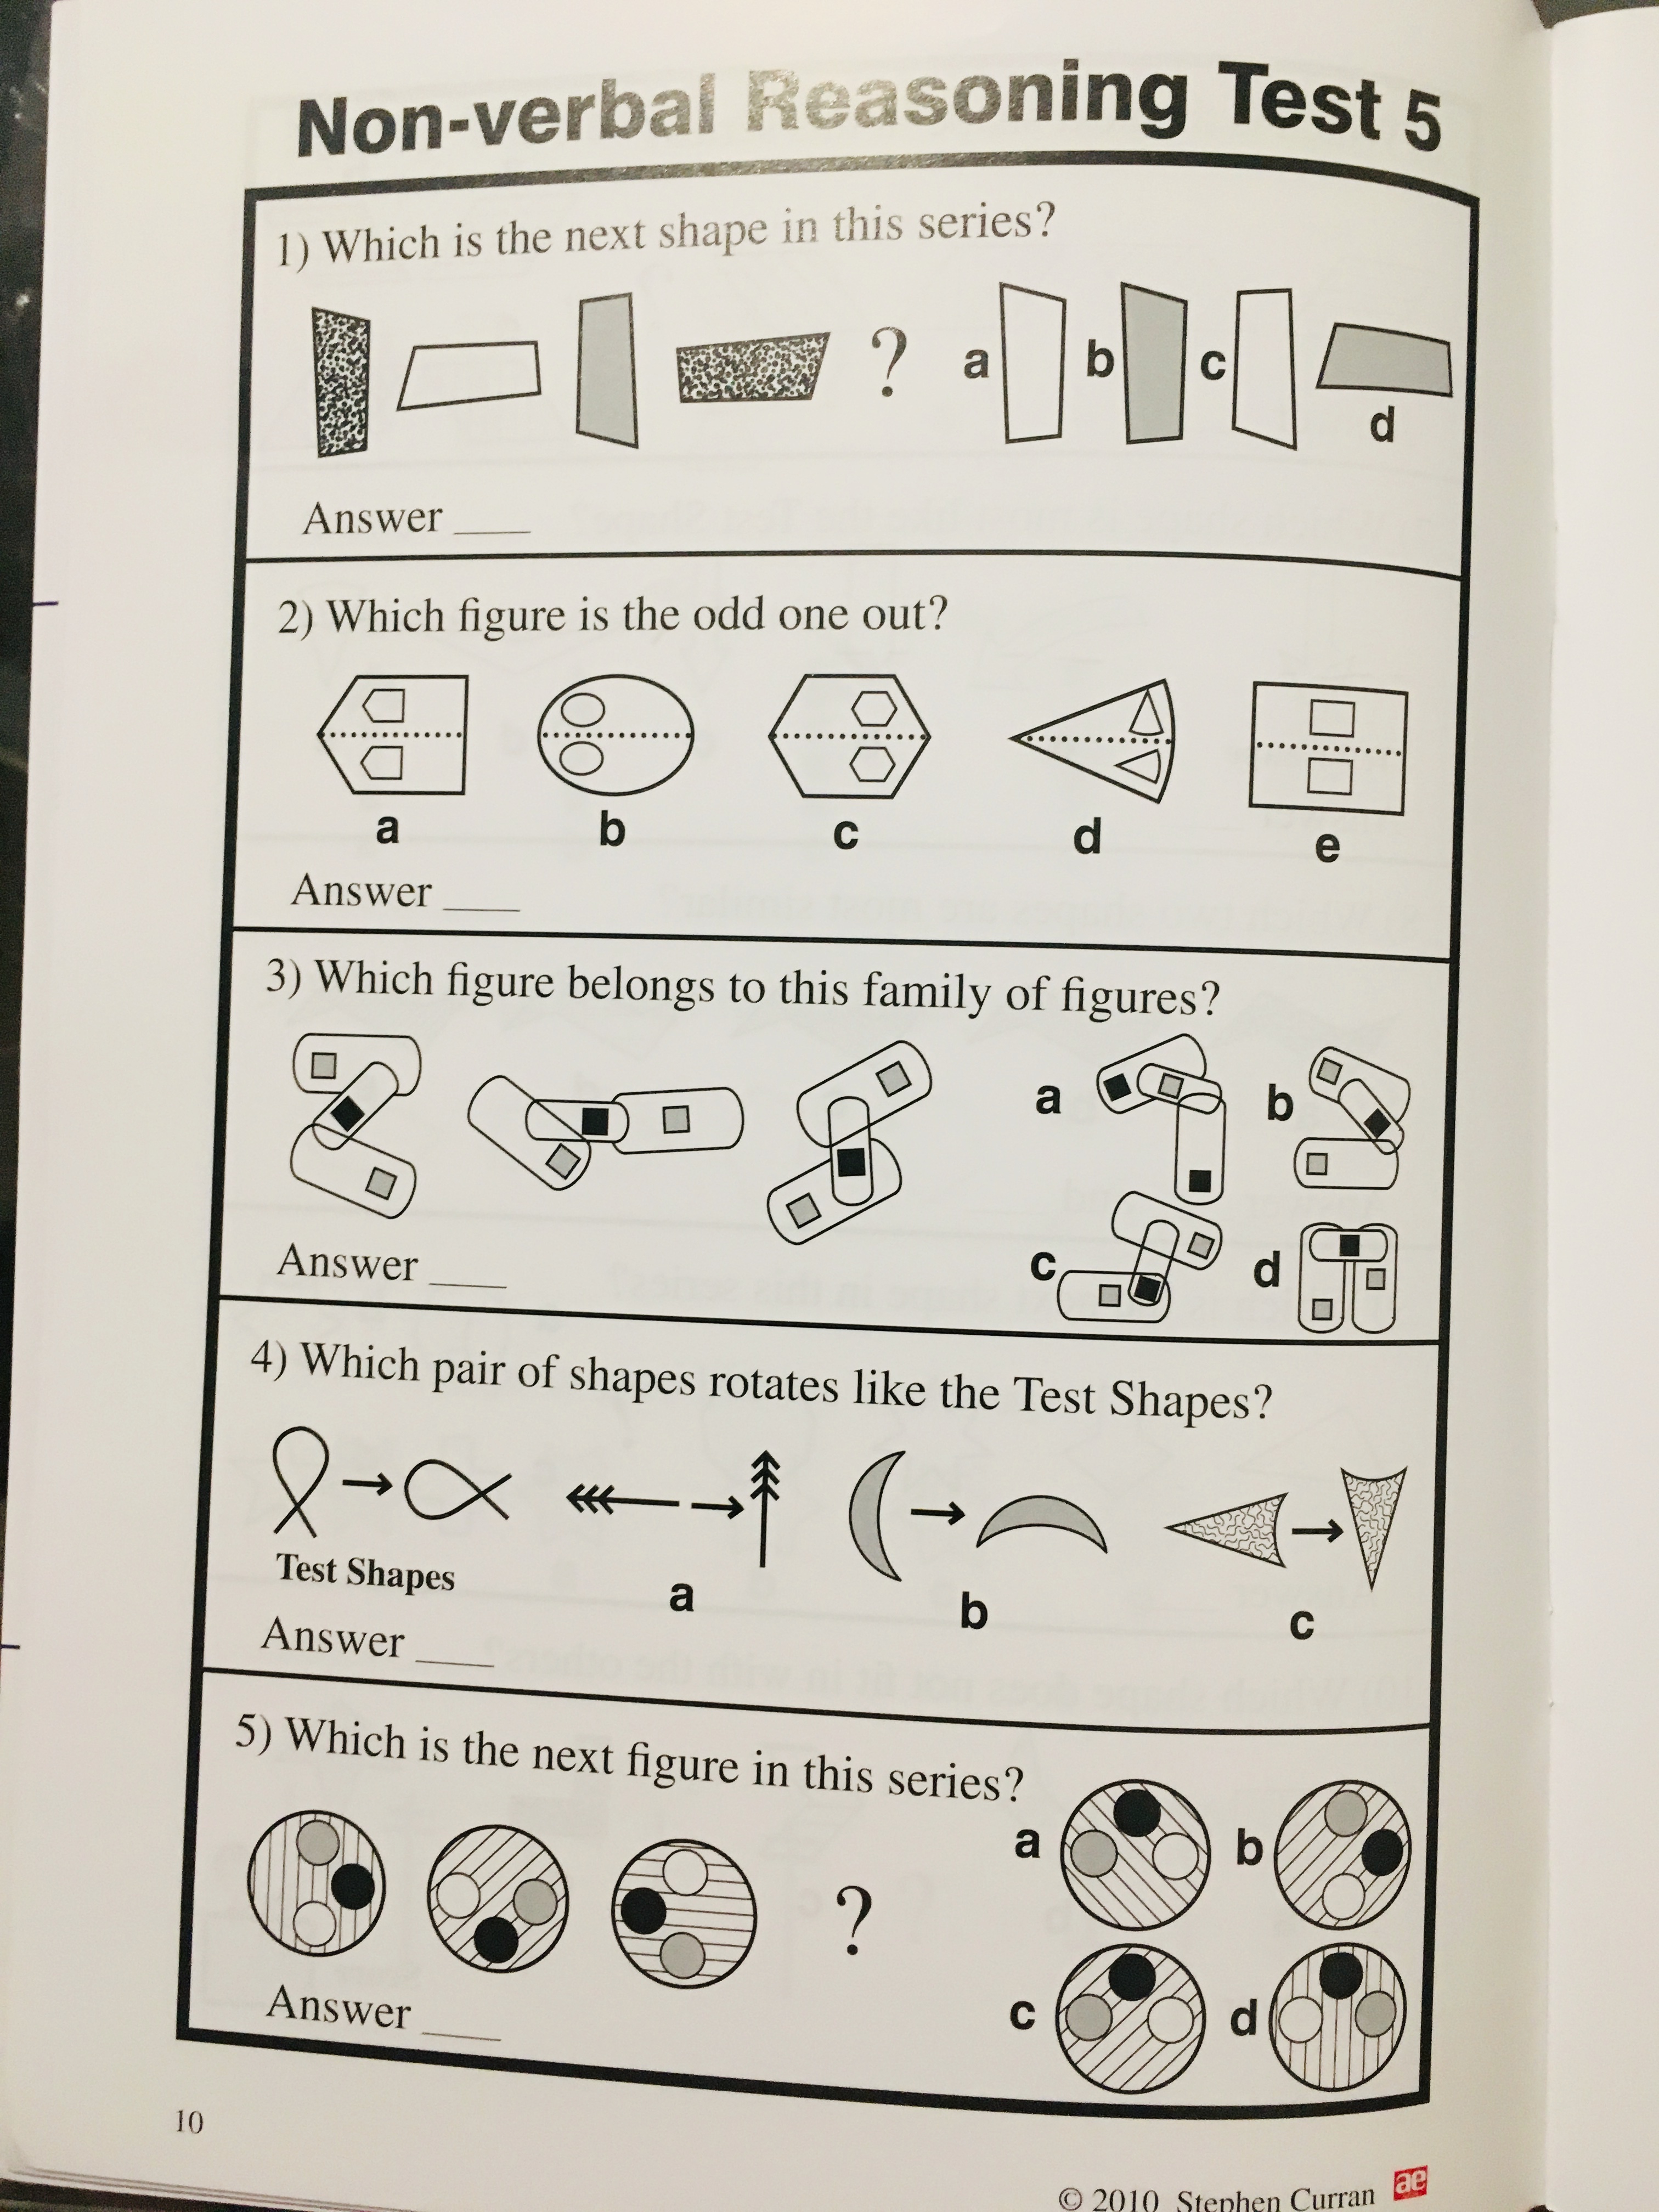 Non-verbal Reasoning Test 5
1) Which is the next shape in this series?
? a b c d
Answer ____
2) Which figure is the odd one out?
a b c d e
Answer ____
3) Which figure belongs to this family of figures?
a b
c d
Answer ____
4) Which pair of shapes rotates like the Test Shapes?
Test Shapes
a b c
Answer ____
5) Which is the next figure in this series?
? a b
c d
Answer ____
10
© 2010 Stephen Curran ae